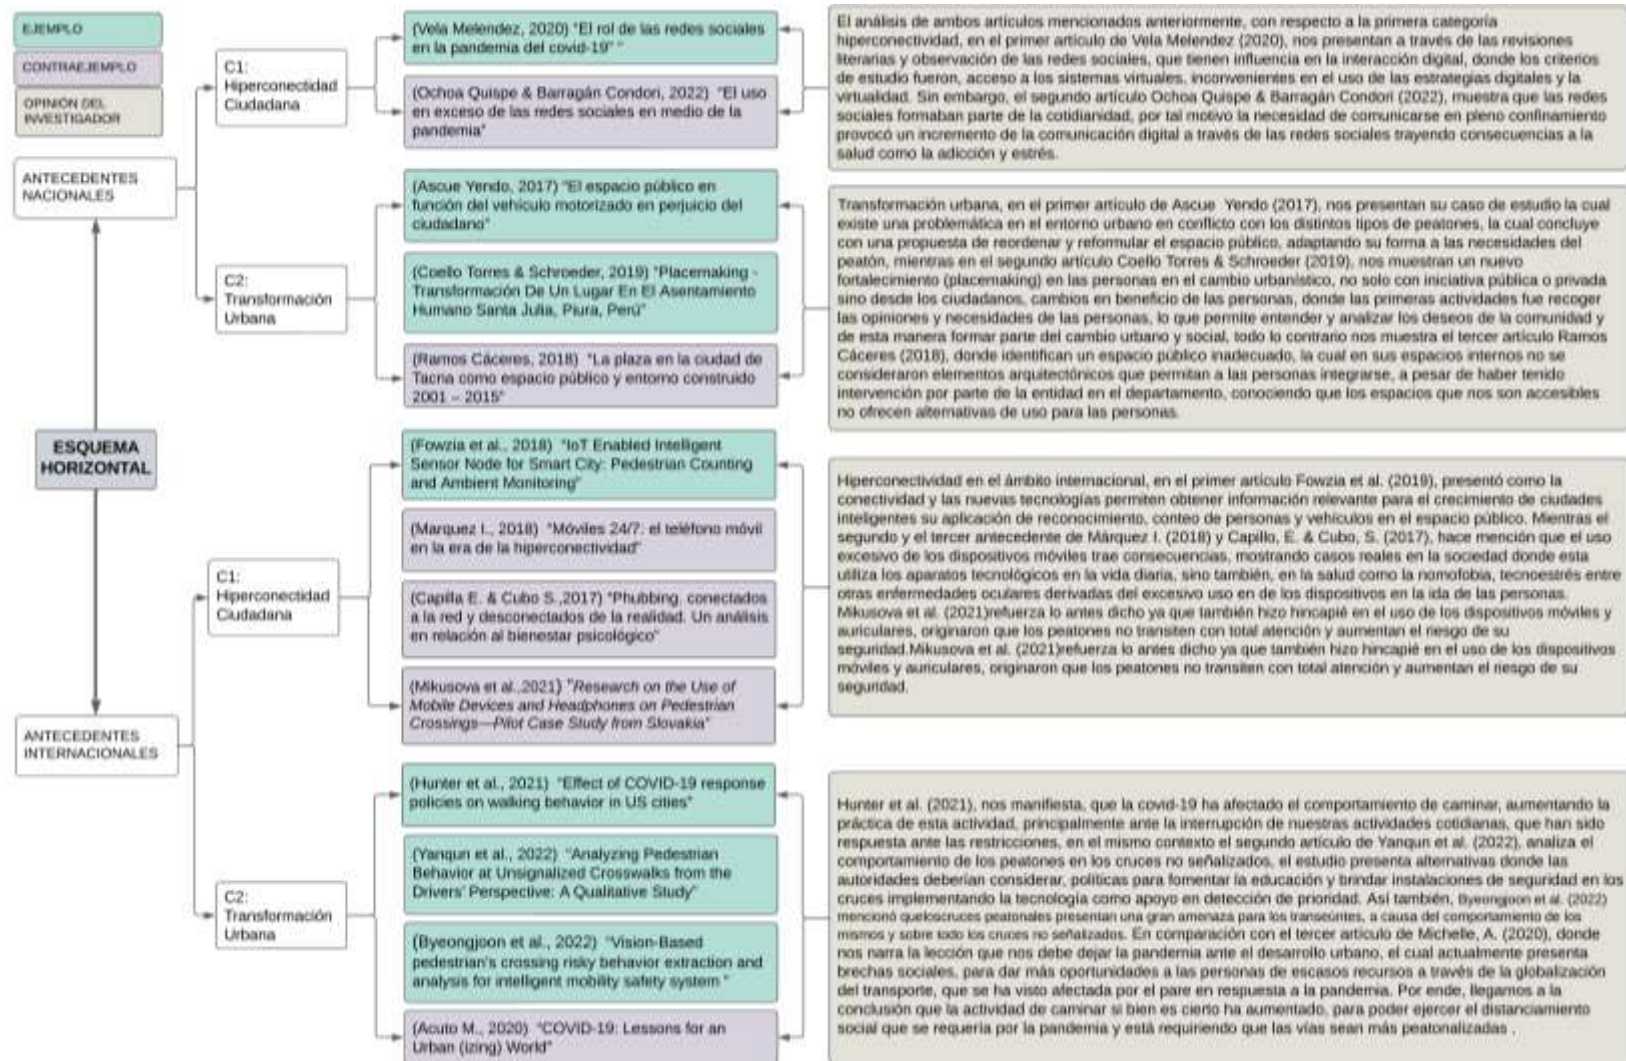 EJEMPLO
CONTRAEJEMPLO
OPINIÓN DEL
INVESTIGADOR
ANTECEDENTES
NACIONALES
ESQUEMA
HORIZONTAL
ANTECEDENTES
INTERNACIONALES
C1:
Hiperconectidad
Ciudadana
C2:
Transformación
Urbana
C1:
Hiperconectidad
Ciudadana
C2:
Transformación
Urbana
(Vela Melendez, 2020) "El rol de las redes sociales
en la pandemia del covid-19" "
(Ochoa Quispe & Barragán Condori, 2022) "El uso
en exceso de las redes sociales en medio de la
pandemia"
(Ascue Yendo, 2017) "El espacio público en
función del vehículo motorizado en perjuicio del
ciudadano"
(Coello Torres & Schroeder, 2019) "Placemaking -
Transformación De Un Lugar En El Asentamiento
Humano Santa Julia, Piura, Perú"
(Ramos Cáceres, 2018) "La plaza en la ciudad de
Tacna como espacio público y entorno construido
2001 – 2015"
(Fowzia et al., 2018) "IoT Enabled Intelligent
Sensor Node for Smart City: Pedestrian Counting
and Ambient Monitoring"
(Marquez I., 2018) "Móviles 24/7. el teléfono móvil
en la era de la hiperconectividad"
(Capilla E. & Cubo S.,2017) "Phubbing. conectados
a la red y desconectados de la realidad. Un análisis
en relación al bienestar psicológico"
(Mikusova et al.,2021) "Research on the Use of
Mobile Devices and Headphones on Pedestrian
Crossings—Pilot Case Study from Slovakia"
(Hunter et al., 2021) "Effect of COVID-19 response
policies on walking behavior in US cities"
(Yanqun et al., 2022) "Analyzing Pedestrian
Behavior at Unsignalized Crosswalks from the
Drivers' Perspective: A Qualitative Study"
(Byeongjoon et al., 2022) "Vision-Based
pedestrian's crossing risky behavior extraction and
analysis for intelligent mobility safety system "
(Acuto M., 2020) "COVID-19: Lessons for an
Urban (izing) World"
El análisis de ambos artículos mencionados anteriormente, con respecto a la primera categoría
hiperconectividad, en el primer artículo de Vela Melendez (2020), nos presentan a través de las revisiones
literarias y observación de las redes sociales, que tienen influencia en la interacción digital, donde los criterios
de estudio fueron, acceso a los sistemas virtuales, inconvenientes en el uso de las estrategias digitales y la
virtualidad. Sin embargo, el segundo artículo Ochoa Quispe & Barragán Condori (2022), muestra que las redes
sociales formaban parte de la cotidianidad, por tal motivo la necesidad de comunicarse en pleno confinamiento
provocó un incremento de la comunicación digital a través de las redes sociales trayendo consecuencias a la
salud como la adicción y estrés.
Transformación urbana, en el primer artículo de Ascue Yendo (2017), nos presentan su caso de estudio la cual
existe una problemática en el entorno urbano en conflicto con los distintos tipos de peatones, la cual concluye
con una propuesta de reordenar y reformular el espacio público, adaptando su forma a las necesidades del
peatón, mientras en el segundo artículo Coello Torres & Schroeder (2019), nos muestran un nuevo
fortalecimiento (placemaking) en las personas en el cambio urbanístico, no solo con iniciativa pública o privada
sino desde los ciudadanos, cambios en beneficio de las personas, donde las primeras actividades fue recoger
las opiniones y necesidades de las personas, lo que permite entender y analizar los deseos de la comunidad y
de esta manera formar parte del cambio urbano y social, todo lo contrario nos muestra el tercer artículo Ramos
Cáceres (2018), donde identifican un espacio público inadecuado, la cual en sus espacios internos no se
consideraron elementos arquitectónicos que permitan a las personas integrarse, a pesar de haber tenido
intervención por parte de la entidad en el departamento, conociendo que los espacios que nos son accesibles
no ofrecen alternativas de uso para las personas.
Hiperconectividad en el ámbito internacional, en el primer artículo Fowzia et al. (2019), presentó como la
conectividad y las nuevas tecnologías permiten obtener información relevante para el crecimiento de ciudades
inteligentes su aplicación de reconocimiento, conteo de personas y vehículos en el espacio público. Mientras el
segundo y el tercer antecedente de Márquez I. (2018) y Capillo, E. & Cubo, S. (2017), hace mención que el uso
excesivo de los dispositivos móviles trae consecuencias, mostrando casos reales en la sociedad donde esta
utiliza los aparatos tecnológicos en la vida diaria, sino también, en la salud como la nomofobia, tecnoestrés entre
otras enfermedades oculares derivadas del excesivo uso en de los dispositivos en la ida de las personas.
Mikusova et al. (2021)refuerza lo antes dicho ya que también hizo hincapié en el uso de los dispositivos móviles y
auriculares, originaron que los peatones no transiten con total atención y aumentan el riesgo de su
seguridad.Mikusova et al. (2021)refuerza lo antes dicho ya que también hizo hincapié en el uso de los dispositivos
móviles y auriculares, originaron que los peatones no transiten con total atención y aumentan el riesgo de su
seguridad.
Hunter et al. (2021), nos manifiesta, que la covid-19 ha afectado el comportamiento de caminar, aumentando la
práctica de esta actividad, principalmente ante la interrupción de nuestras actividades cotidianas, que han sido
respuesta ante las restricciones, en el mismo contexto el segundo artículo de Yanqun et al. (2022), analiza el
comportamiento de los peatones en los cruces no señalizados, el estudio presenta alternativas donde las
autoridades deberían considerar, políticas para fomentar la educación y brindar instalaciones de seguridad en los
cruces implementando la tecnología como apoyo en detección de prioridad. Así también, Byeongjoon et al. (2022)
mencionó queloscruces peatonales presentan una gran amenaza para los transeúntes, a causa del comportamiento de los
mismos y sobre todo los cruces no señalizados. En comparación con el tercer artículo de Michelle, A. (2020), donde
nos narra la lección que nos debe dejar la pandemia ante el desarrollo urbano, el cual actualmente presenta
brechas sociales, para dar más oportunidades a las personas de escasos recursos a través de la globalización
del transporte, que se ha visto afectada por el pare en respuesta a la pandemia. Por ende, llegamos a la
conclusión que la actividad de caminar si bien es cierto ha aumentado, para poder ejercer el distanciamiento
social que se requería por la pandemia y está requiriendo que las vías sean más peatonalizadas .